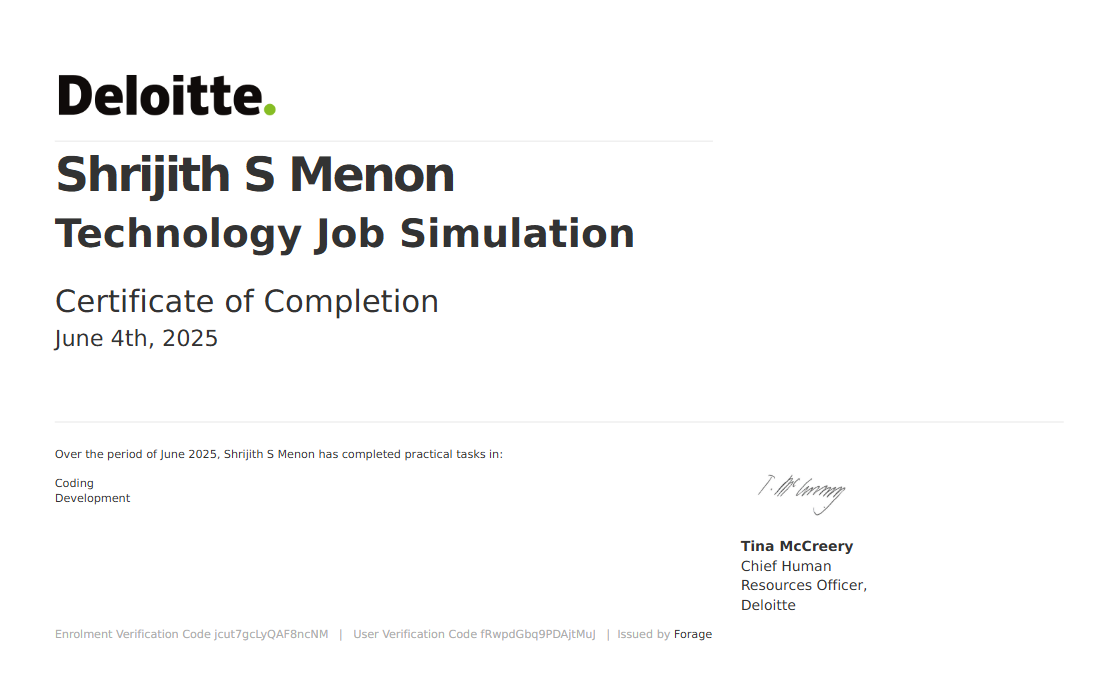 Deloitte.
Shrijith S Menon
Technology Job Simulation
Certificate of Completion
June 4th, 2025
Over the period of June 2025, Shrijith S Menon has completed practical tasks in:
Coding
Development
T. McCreery
Tina McCreery
Chief Human
Resources Officer,
Deloitte
Enrolment Verification Code jcut7gcLyQAF8ncNM | User Verification Code fRwpdGbq9PDAjtMuJ | Issued by Forage